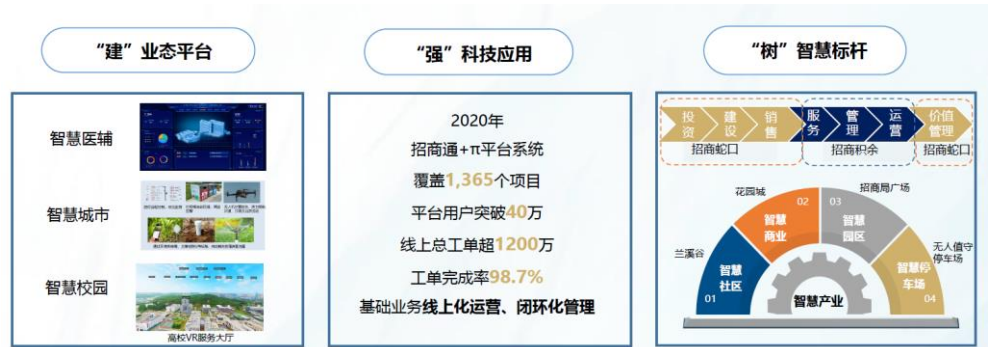 “建”业态平台
智慧医辅
智慧城市
智慧校园
高校VR服务大厅
“强”科技应用
2020年
招商通+π平台系统
覆盖1,365个项目
平台用户突破40万
线上总工单超1200万
工单完成率98.7%
基础业务线上化运营、闭环化管理
“树”智慧标杆
投资
建设
销售
服务
管理
运营
价值管理
招商蛇口
招商积余
招商蛇口
兰溪谷
智慧社区
01
花园城
智慧商业
02
招商局广场
03
智慧园区
无人值守
停车场
智慧停
车场
04
智慧产业